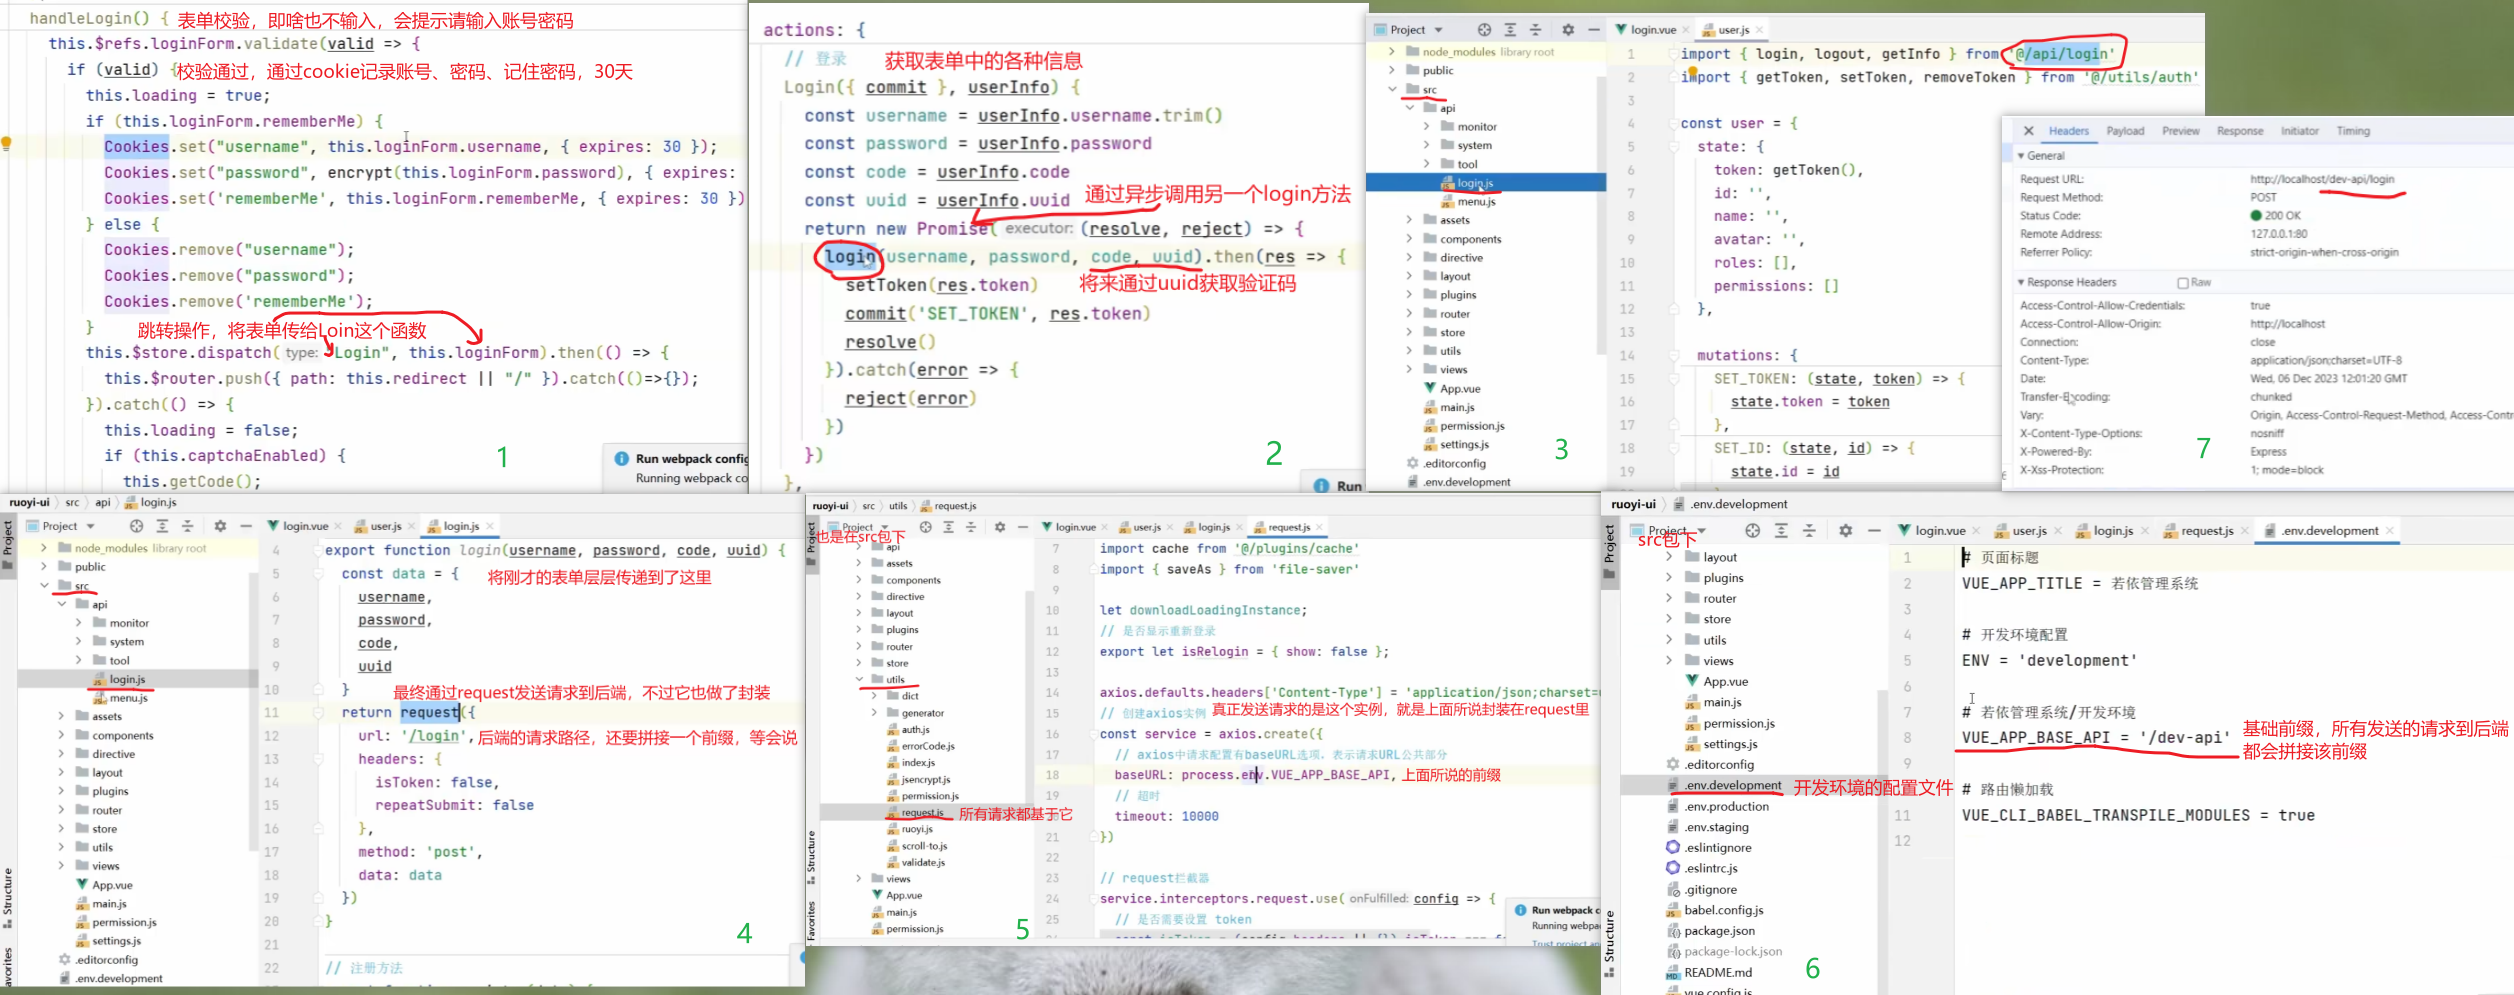 handleLogin() { 表单校验，即啥也不输入，会提示请输入账号密码
this.$refs.loginForm.validate(valid => {
if (valid) { 校验通过，通过cookie记录账号、密码、记住密码，30天
this.loading = true;
if (this.loginForm.rememberMe) {
Cookies.set("username", this.loginForm.username, { expires: 30 });
Cookies.set("password", encrypt(this.loginForm.password), { expires:
Cookies.set('rememberMe', this.loginForm.rememberMe, { expires: 30 })
} else {
Cookies.remove("username");
Cookies.remove("password");
Cookies.remove('rememberMe');
}
跳转操作，将表单传给Loin这个函数
this.$store.dispatch( type: "Login", this.loginForm).then(() => {
this.$router.push({ path: this.redirect || "/" }).catch(()=>{});
}).catch(() => {
this.loading = false;
if (this.captchaEnabled) {
this.getCode();
1
Run webpack config
Running webpack co
actions: {
// 登录
获取表单中的各种信息
Login({ commit }, userInfo) {
const username = userInfo.username.trim()
const password = userInfo.password
const code = userInfo.code
const uuid = userInfo.uuid
通过异步调用另一个login方法
return new Promise( executor: (resolve, reject) => {
login(username, password, code, uuid).then(res => {
setToken(res.token)
将来通过uuid获取验证码
commit('SET_TOKEN', res.token)
resolve()
}).catch(error => {
reject(error)
})
})
},
2
Run
Project
node_modules library root
public
src
api
monitor
system
tool
login.js
menu.js
assets
components
directive
layout
plugins
router
store
utils
views
App.vue
main.js
permission.js
settings.js
.editorconfig
.env.development
login.vue
user.js
1 import { login, logout, getInfo } from '@/api/login'
2 import { getToken, setToken, removeToken } from '@/utils/auth'
3
4 const user = {
5 state: {
6 token: getToken(),
7 id: '',
8 name: '',
9 avatar: '',
10 roles: [],
11 permissions: []
12 },
13
14 mutations: {
15 SET_TOKEN: (state, token) => {
16 state.token = token
17 },
18 SET_ID: (state, id) => {
19 state.id = id
3
Headers Payload Preview Response Initiator Timing
General
Request URL: http://localhost/dev-api/login
Request Method: POST
Status Code: 200 OK
Remote Address: 127.0.0.1:80
Referrer Policy: strict-origin-when-cross-origin
Response Headers Raw
Access-Control-Allow-Credentials: true
Access-Control-Allow-Origin: http://localhost
Connection: close
Content-Type: application/json;charset=UTF-8
Date: Wed, 06 Dec 2023 12:01:20 GMT
Transfer-Encoding: chunked
Vary: Origin, Access-Control-Request-Method, Access-Contr
X-Content-Type-Options: nosniff
X-Powered-By: Express
X-Xss-Protection: 1; mode=block
7
ruoyi-ui src api login.js
Project
Project
Structure
avorites
node_modules library root
public
src
api
monitor
system
tool
login.js
menu.js
assets
components
directive
layout
plugins
router
store
utils
views
App.vue
main.js
permission.js
settings.js
.editorconfig
.env.development
login.vue
user.js
login.js
4 export function login(username, password, code, uuid) {
5 const data = { 将刚才的表单层层传递到了这里
6 username,
7 password,
8 code,
9 uuid
10 } 最终通过request发送请求到后端，不过它也做了封装
11 return request({
12 url: '/login', 后端的请求路径，还要拼接一个前缀，等会说
13 headers: {
14 isToken: false,
15 repeatSubmit: false
16 },
17 method: 'post',
18 data: data
19 })
20 }
21
22 // 注册方法
4
ruoyi-ui src utils request.js
Project
也是在src包下
Project
Structure
Favorites
api
assets
components
directive
layout
plugins
router
store
utils
dict
generator
auth.js
errorCode.js
index.js
jsencrypt.js
permission.js
request.js 所有请求都基于它
ruoyi.js
scroll-to.js
validate.js
views
App.vue
main.js
permission.js
login.vue
user.js
login.js
request.js
7 import cache from '@/plugins/cache'
8 import { saveAs } from 'file-saver'
9
10 let downloadLoadingInstance;
11 // 是否显示重新登录
12 export let isRelogin = { show: false };
13
14 axios.defaults.headers['Content-Type'] = 'application/json;charset=u
15 // 创建axios实例 真正发送请求的是这个实例，就是上面所说封装在request里
16 const service = axios.create({
17 // axios中请求配置有baseURL选项，表示请求URL公共部分
18 baseURL: process.env.VUE_APP_BASE_API, 上面所说的前缀
19 // 超时
timeout: 10000
21 })
22
23 // request拦截器
24 service.interceptors.request.use( onFulfilled: config => {
25 // 是否需要设置 token
5
Run webpack c
Running webpa
Trust project an
ruoyi-ui .env.development
Project
src包下
Project
Structure
layout
plugins
router
store
utils
views
App.vue
main.js
permission.js
settings.js
.editorconfig
.env.development 开发环境的配置文件
.env.production
.env.staging
.eslintignore
.eslintrc.js
.gitignore
babel.config.js
package.json
package-lock.json
README.md
vue.config.js
login.vue
user.js
login.js
request.js
.env.development
1 # 页面标题
2 VUE_APP_TITLE = 若依管理系统
3
4 # 开发环境配置
5 ENV = 'development'
6
7 # 若依管理系统/开发环境
8 VUE_APP_BASE_API = '/dev-api'
基础前缀，所有发送的请求到后端
都会拼接该前缀
9
# 路由懒加载
11 VUE_CLI_BABEL_TRANSPILE_MODULES = true
12
6